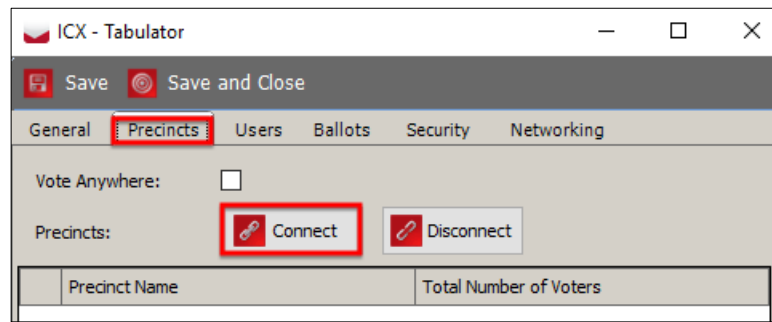 ICX - Tabulator
Save Save and Close
General Precincts Users Ballots Security Networking
Vote Anywhere:
Precincts: Connect Disconnect
Precinct Name Total Number of Voters